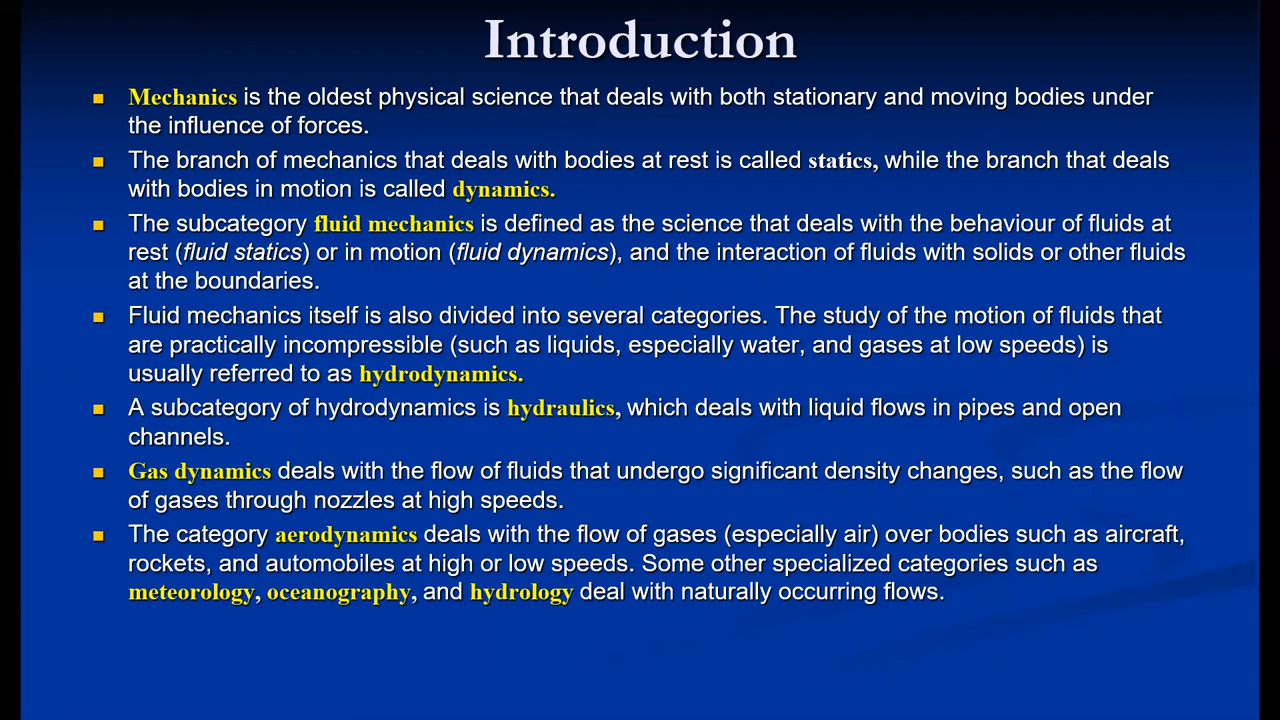 Introduction
Mechanics is the oldest physical science that deals with both stationary and moving bodies under
the influence of forces.
The branch of mechanics that deals with bodies at rest is called statics, while the branch that deals
with bodies in motion is called dynamics.
The subcategory fluid mechanics is defined as the science that deals with the behaviour of fluids at
rest (fluid statics) or in motion (fluid dynamics), and the interaction of fluids with solids or other fluids
at the boundaries.
Fluid mechanics itself is also divided into several categories. The study of the motion of fluids that
are practically incompressible (such as liquids, especially water, and gases at low speeds) is
usually referred to as hydrodynamics.
A subcategory of hydrodynamics is hydraulics, which deals with liquid flows in pipes and open
channels.
Gas dynamics deals with the flow of fluids that undergo significant density changes, such as the flow
of gases through nozzles at high speeds.
The category aerodynamics deals with the flow of gases (especially air) over bodies such as aircraft,
rockets, and automobiles at high or low speeds. Some other specialized categories such as
meteorology, oceanography, and hydrology deal with naturally occurring flows.